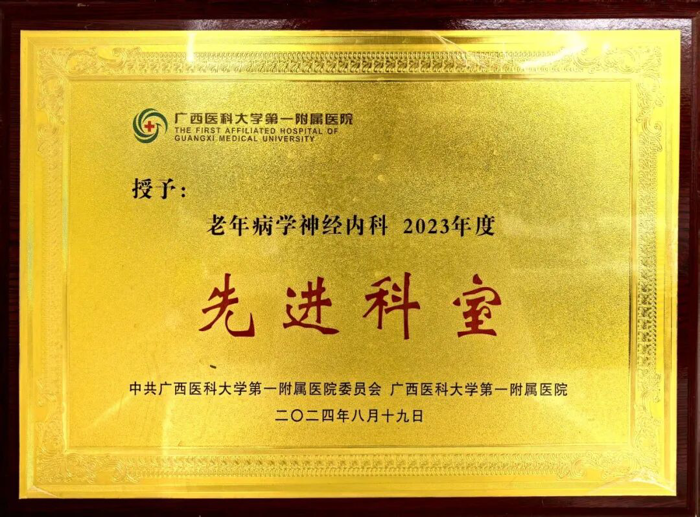 广西医科大学第一附属医院
THE FIRST AFFILIATED HOSPITAL OF
GUANGXI MEDICAL UNIVERSITY
授予：
老年病学神经内科 2023年度
先进科室
中共广西医科大学第一附属医院委员会 广西医科大学第一附属医院
二〇二四年八月十九日